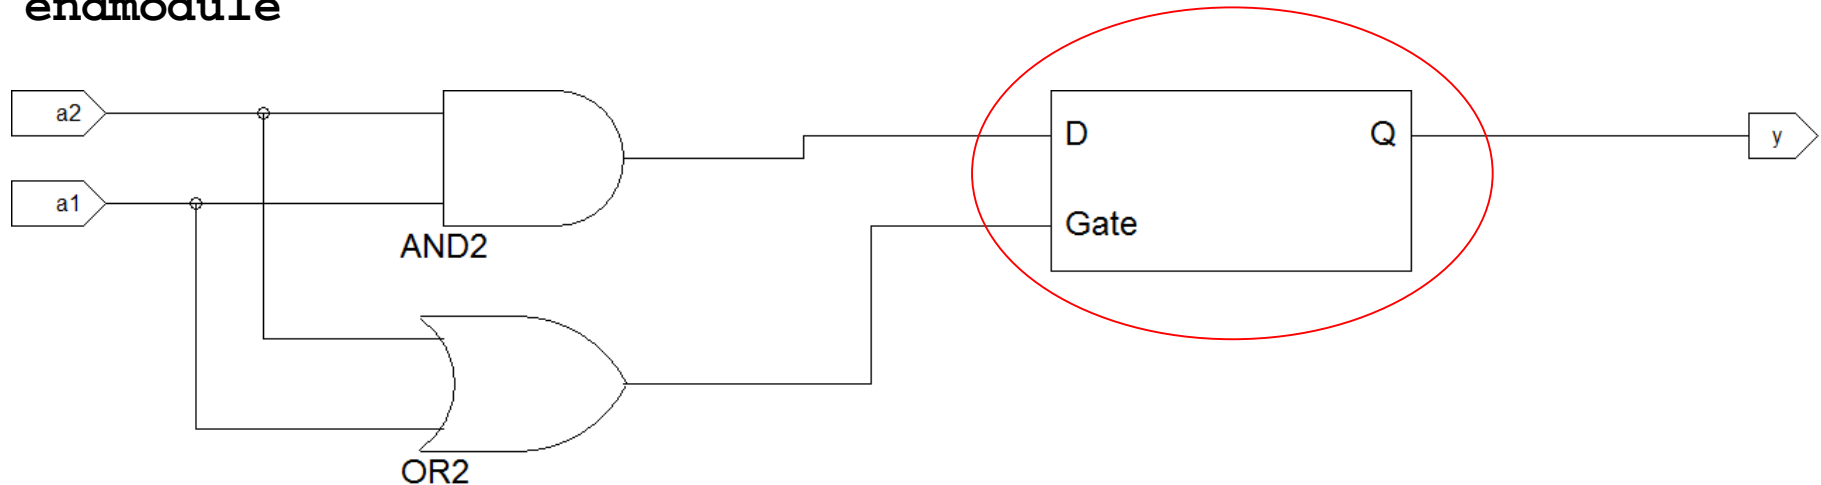 endmodule
a2
a1
AND2
D
Q
Gate
y
OR2